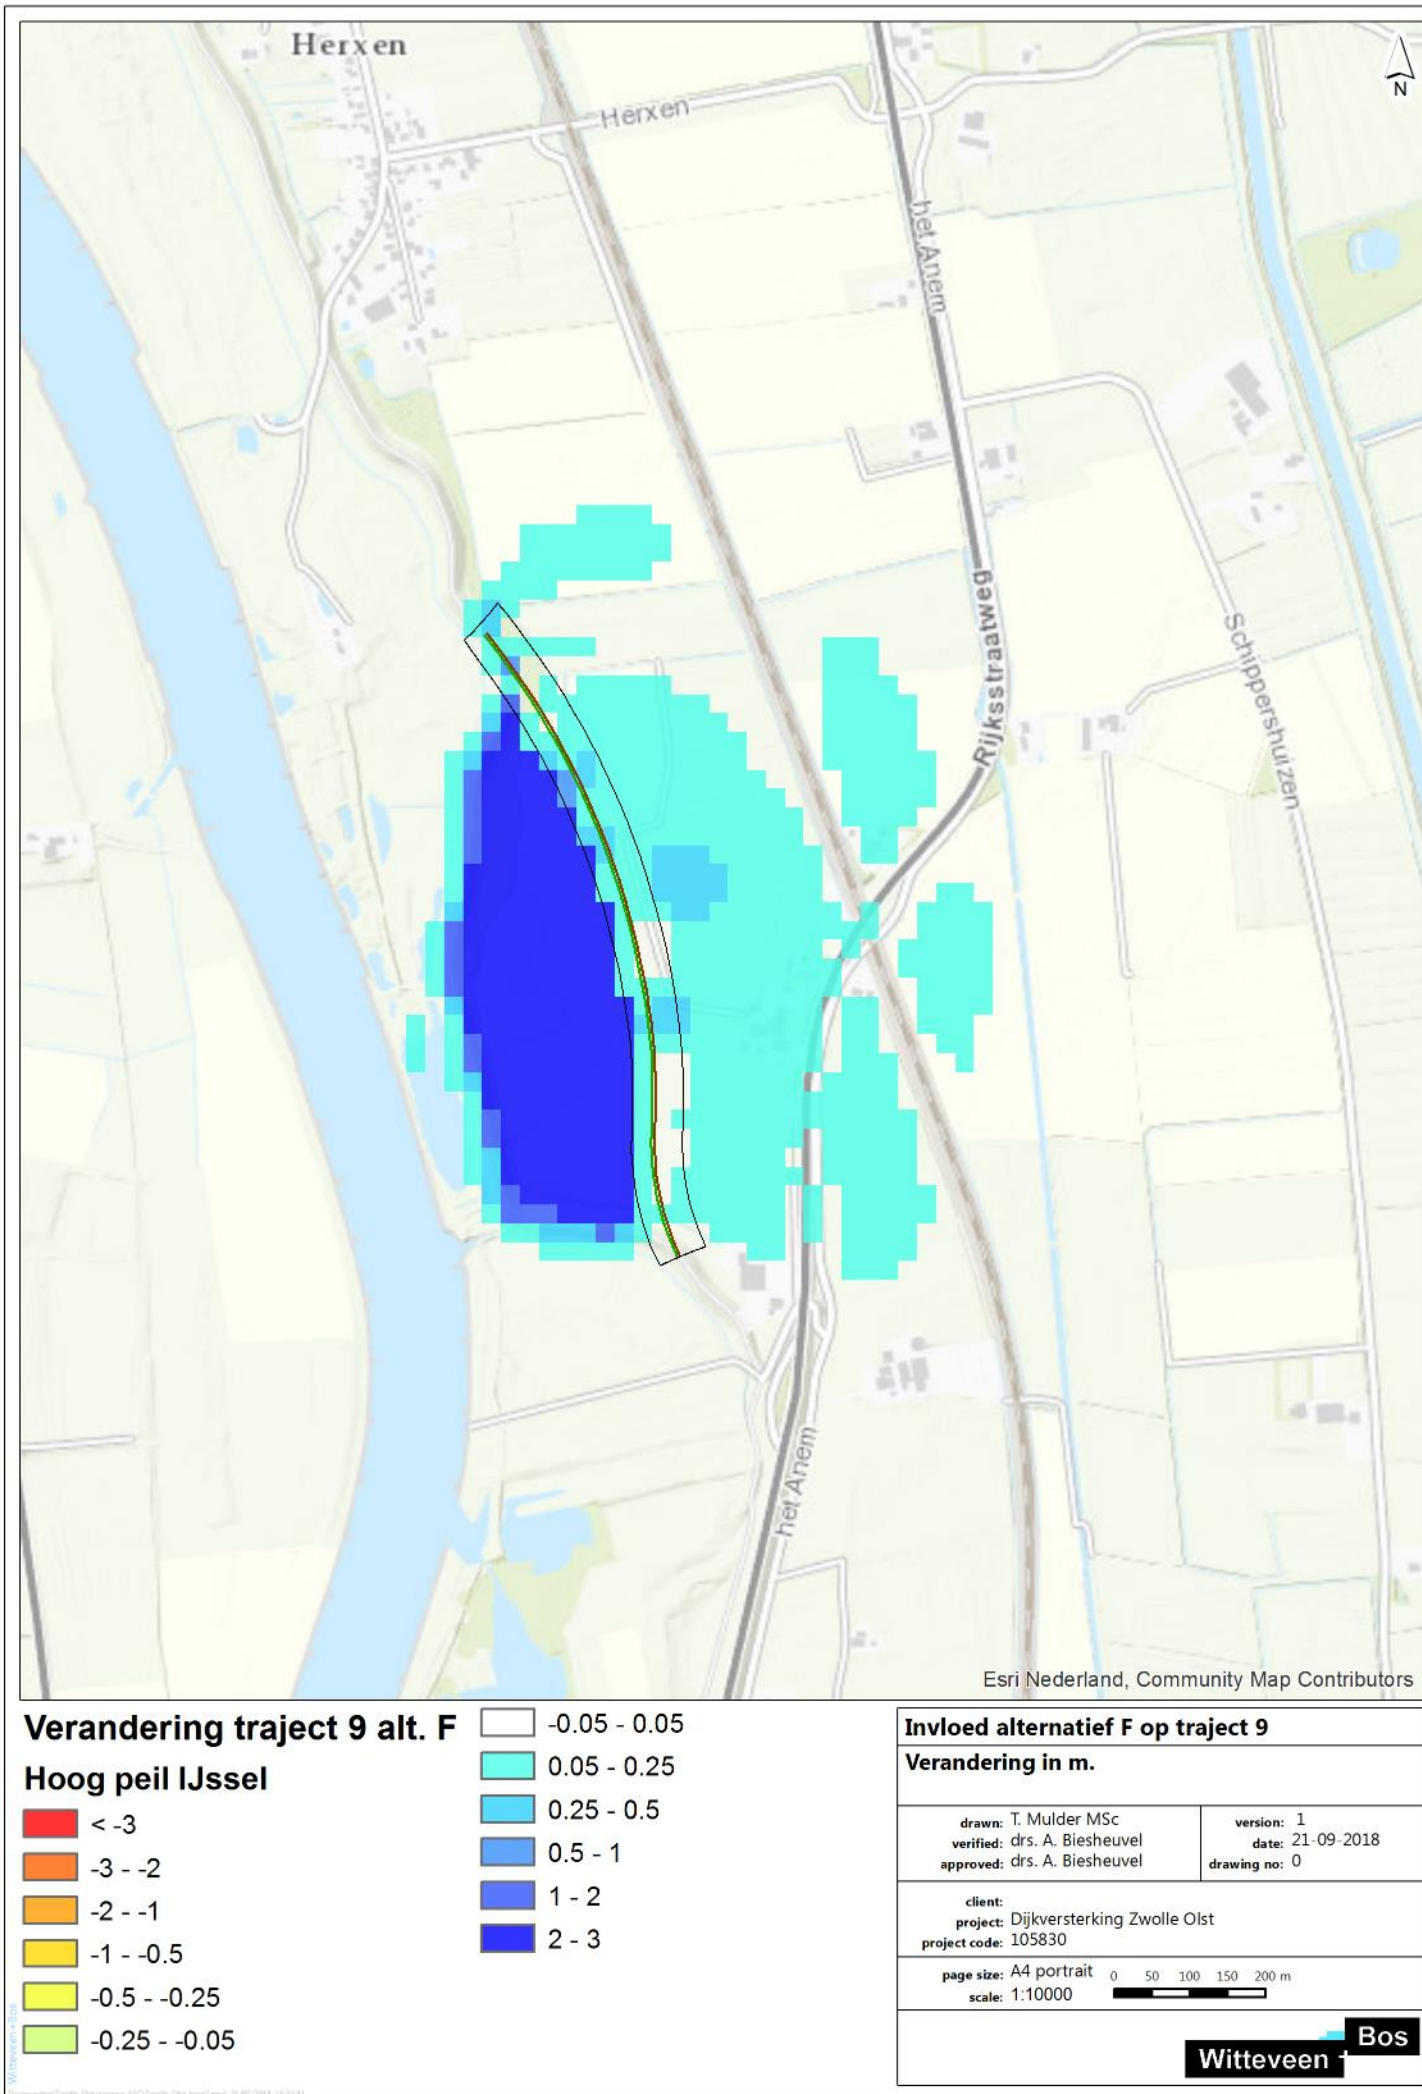 Herxen
N
Herxen
het Anem
Rijksstraatweg
Schippershuizen
het Anem
Esri Nederland, Community Map Contributors
Verandering traject 9 alt. F
Hoog peil IJssel
< -3
-3 - -2
-2 - -1
-1 - -0.5
-0.5 - -0.25
-0.25 - -0.05
-0.05 - 0.05
0.05 - 0.25
0.25 - 0.5
0.5 - 1
1 - 2
2 - 3
Invloed alternatief F op traject 9
Verandering in m.
drawn: T. Mulder MSc
verified: drs. A. Biesheuvel
approved: drs. A. Biesheuvel
version: 1
date: 21-09-2018
drawing no: 0
client:
project: Dijkversterking Zwolle Olst
project code: 105830
page size: A4 portrait
scale: 1:10000
0 50 100 150 200 m
Witteveen + Bos
Witteveen+Bos